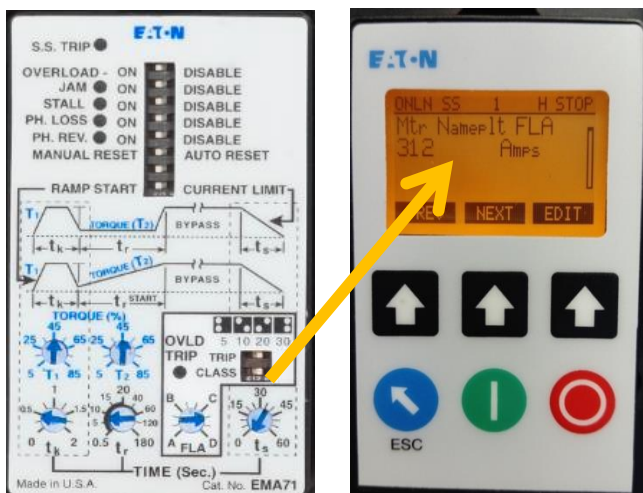 EATON
S.S. TRIP
OVERLOAD - ON DISABLE
JAM ON DISABLE
STALL ON DISABLE
PH. LOSS ON DISABLE
PH. REV. ON DISABLE
MANUAL RESET AUTO RESET
RAMP START CURRENT LIMIT
T1 TORQUE (T2) BYPASS
tk tr ts
T1 TORQUE (T2) BYPASS
tk tr START ts
TORQUE (%)
45 45
25 65 25 65
5 T1 85 5 T2 85
OVLD 5 10 20 30
TRIP TRIP
CLASS
1 20 30
0.5 1.5 10 40 B C 15 45
5 60
120
0 tk 2 0.5 tr 180 A FLA D 0 ts 60
TIME (Sec.)
Made in U.S.A. Cat. No. EMA71
EATON
ONLN SS 1 H STOP
Mtr Nameplt FLA
312 Amps
NEXT EDIT
ESC